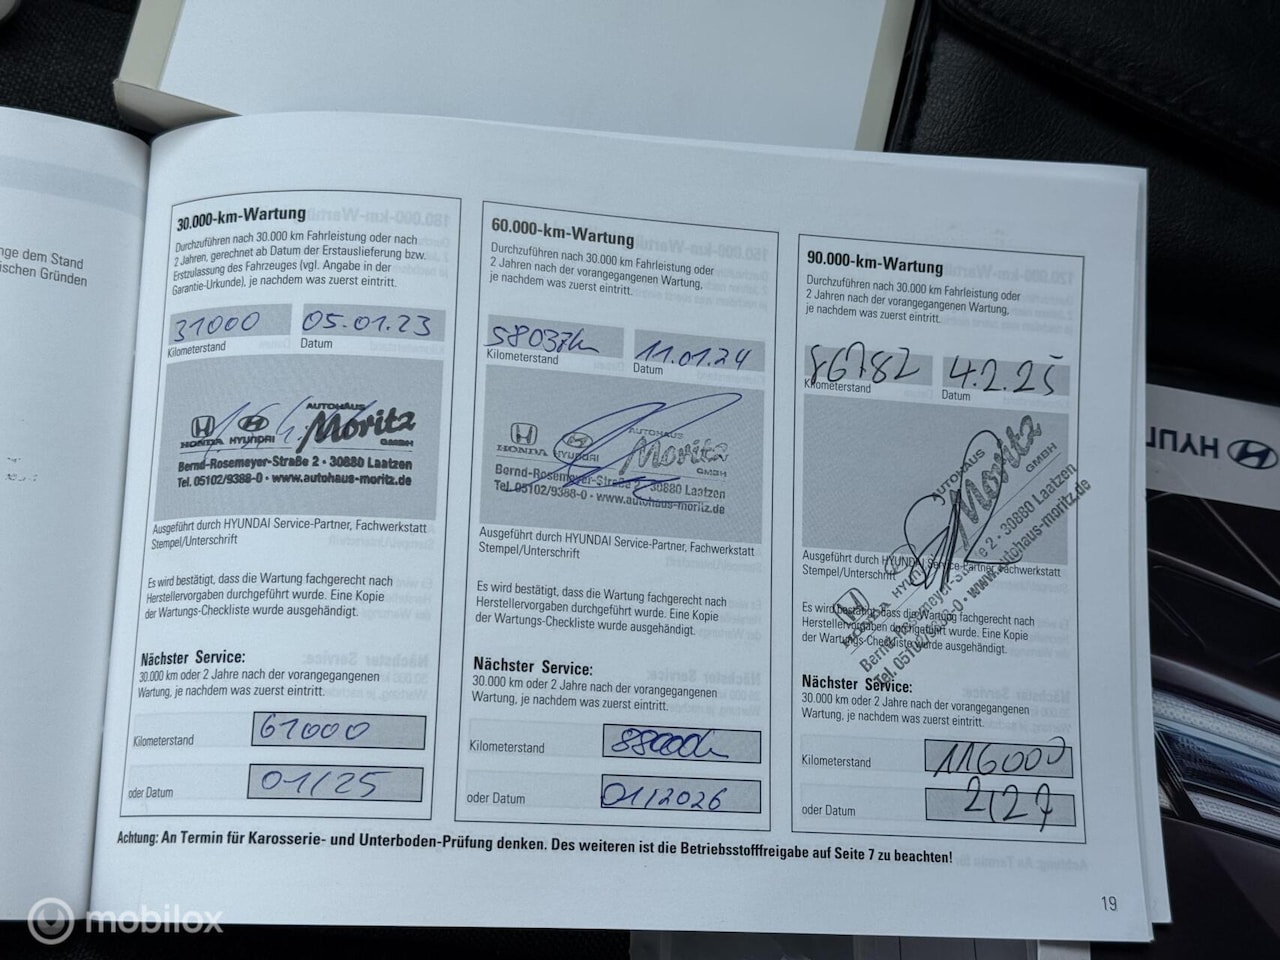 nge dem Stand
ischen Gründen
30.000-km-Wartung
Durchzuführen nach 30.000 km Fahrleistung oder nach
2 Jahren, gerechnet ab Datum der Erstauslieferung bzw.
Erstzulassung des Fahrzeuges (vgl. Angabe in der
Garantie-Urkunde), je nachdem was zuerst eintritt.
31000 05.01.23
Kilometerstand Datum
AUTOHAUS
HONDA HYUNDAI Moritz
GMBH
Bernd-Rosemeyer-Straße 2 • 30880 Laatzen
Tel. 05102/9388-0 • www.autohaus-moritz.de
Ausgeführt durch HYUNDAI Service-Partner, Fachwerkstatt
Stempel/Unterschrift
Es wird bestätigt, dass die Wartung fachgerecht nach
Herstellervorgaben durchgeführt wurde. Eine Kopie
der Wartungs-Checkliste wurde ausgehändigt.
Nächster Service:
30.000 km oder 2 Jahre nach der vorangegangenen
Wartung, je nachdem was zuerst eintritt.
Kilometerstand 61000
oder Datum 01/25
60.000-km-Wartung
Durchzuführen nach 30.000 km Fahrleistung oder
2 Jahren nach der vorangegangenen Wartung,
je nachdem was zuerst eintritt.
58037km 11.01.24
Kilometerstand Datum
AUTOHAUS
HONDA HYUNDAI Moritz
GMBH
Bernd-Rosemeyer-Straße 2 • 30880 Laatzen
Tel. 05102/9388-0 • www.autohaus-moritz.de
Ausgeführt durch HYUNDAI Service-Partner, Fachwerkstatt
Stempel/Unterschrift
Es wird bestätigt, dass die Wartung fachgerecht nach
Herstellervorgaben durchgeführt wurde. Eine Kopie
der Wartungs-Checkliste wurde ausgehändigt.
Nächster Service:
30.000 km oder 2 Jahre nach der vorangegangenen
Wartung, je nachdem was zuerst eintritt.
Kilometerstand 88000km
oder Datum 01/2026
90.000-km-Wartung
Durchzuführen nach 30.000 km Fahrleistung oder
2 Jahren nach der vorangegangenen Wartung,
je nachdem was zuerst eintritt.
86782 4.2.25
Kilometerstand Datum
AUTOHAUS
HONDA HYUNDAI Moritz
GMBH
Bernd-Rosemeyer-Straße 2 • 30880 Laatzen
Tel. 05102/9388-0 • www.autohaus-moritz.de
Ausgeführt durch HYUNDAI Service-Partner, Fachwerkstatt
Stempel/Unterschrift
Es wird bestätigt, dass die Wartung fachgerecht nach
Herstellervorgaben durchgeführt wurde. Eine Kopie
der Wartungs-Checkliste wurde ausgehändigt.
Nächster Service:
30.000 km oder 2 Jahre nach der vorangegangenen
Wartung, je nachdem was zuerst eintritt.
Kilometerstand 116000
oder Datum 2/27
Achtung: An Termin für Karosserie- und Unterboden-Prüfung denken. Des weiteren ist die Betriebsstofffreigabe auf Seite 7 zu beachten!
19
HYUN
mobilox